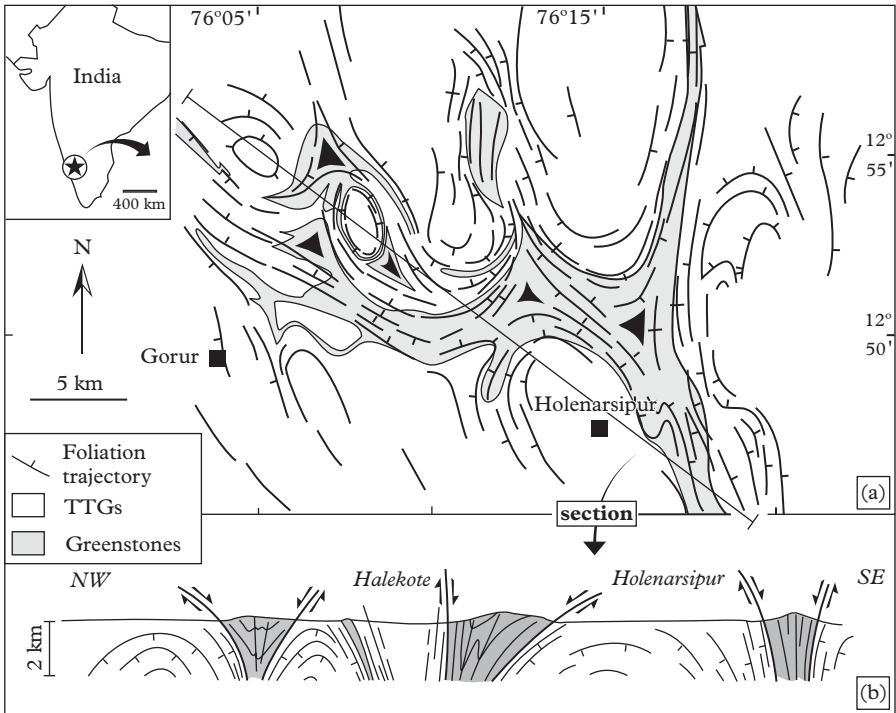 76°05'
76°15'
India
400 km
12°
55'
N
5 km
Gorur
12°
50'
Holenarsipur
Foliation
trajectory
TTGs
Greenstones
(a)
section
NW
Halekote
Holenarsipur
SE
2 km
(b)